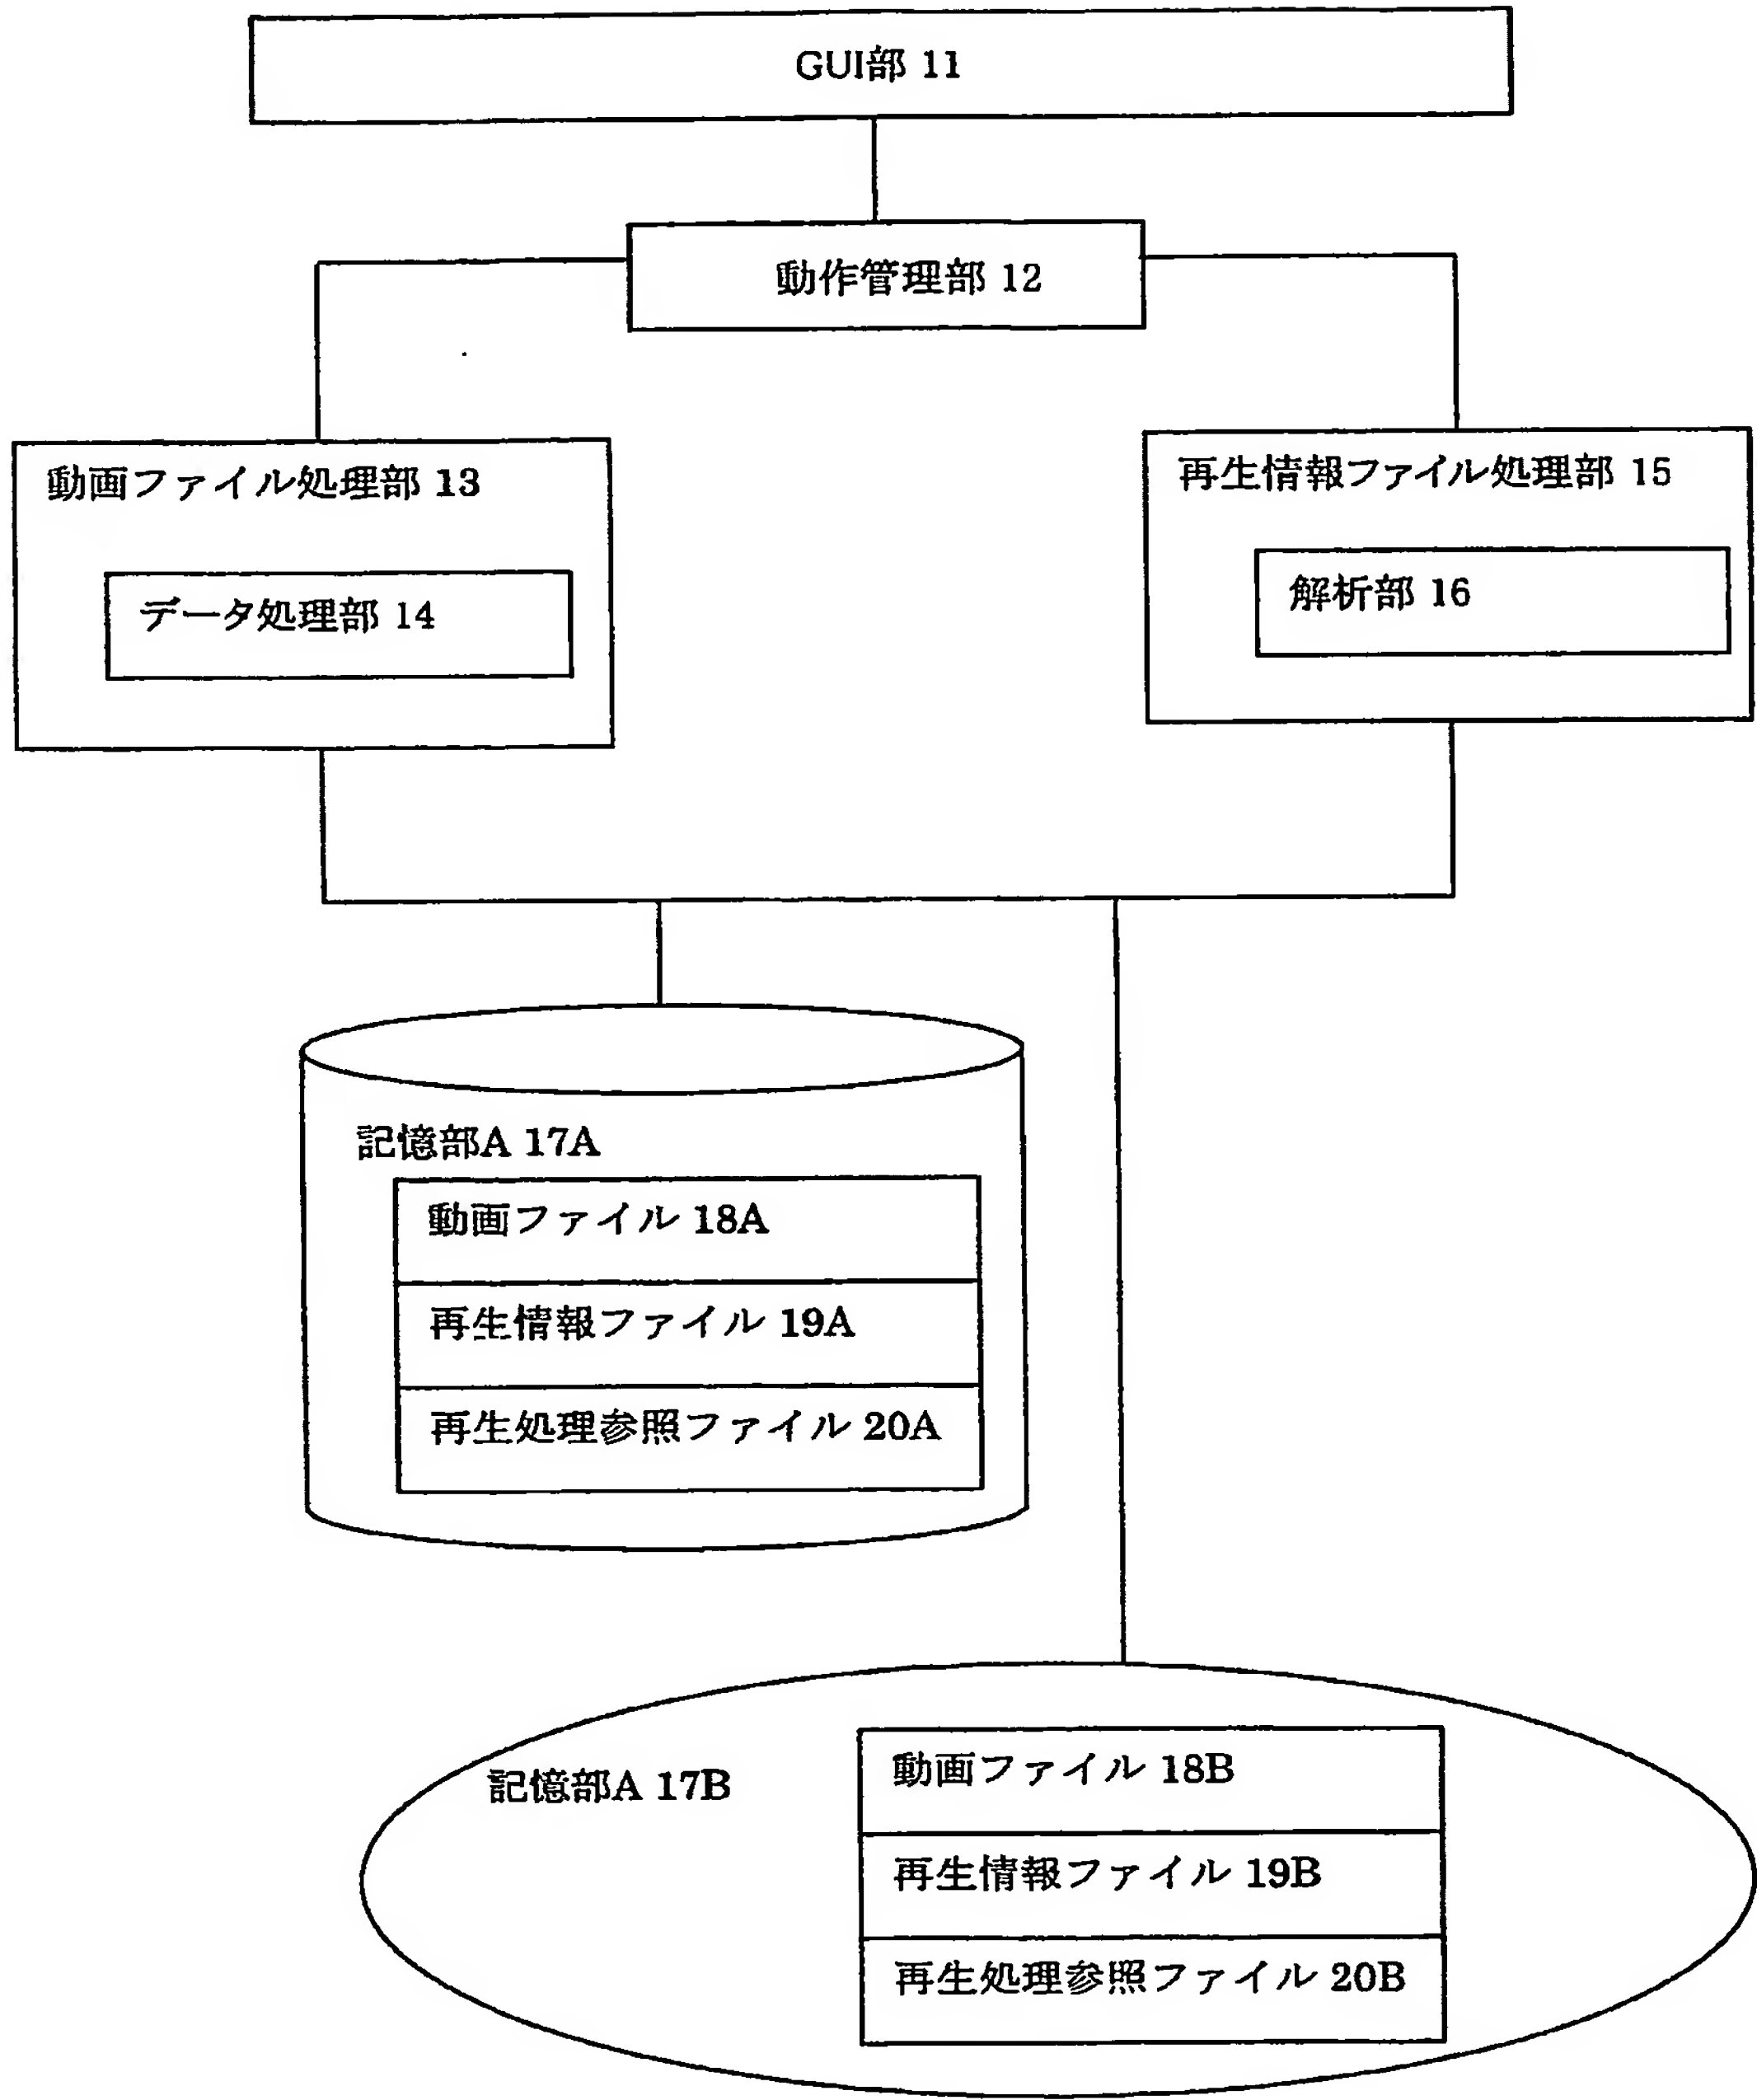 GUI部 11
動作管理部 12
動画ファイル処理部 13
データ処理部 14
再生情報ファイル処理部 15
解析部 16
記憶部A 17A
動画ファイル 18A
再生情報ファイル 19A
再生処理参照ファイル 20A
記憶部A 17B
動画ファイル 18B
再生情報ファイル 19B
再生処理参照ファイル 20B